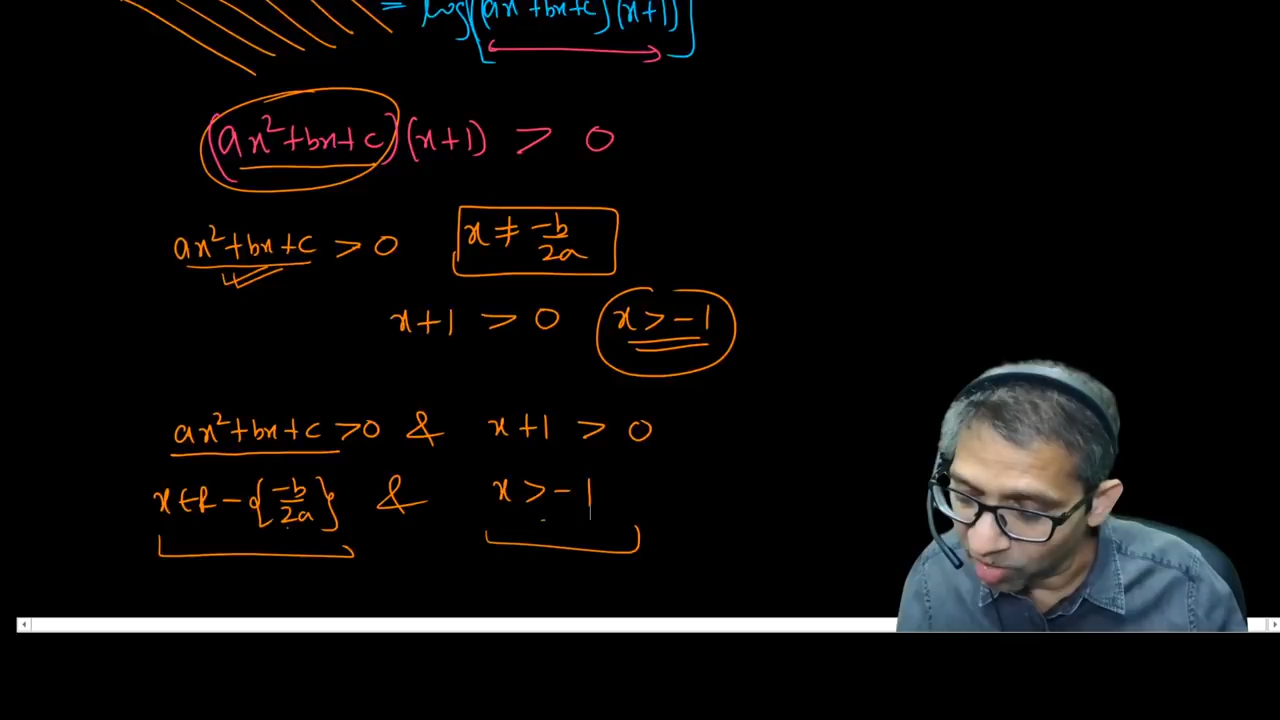 = log[(ax²+bx+c)(x+1)]
(ax²+bx+c)(x+1) > 0
ax²+bx+c > 0 x ≠ -b/2a
x+1 > 0 x > -1
ax²+bx+c >0 & x+1 > 0
x∈R-{-b/2a} & x > -1